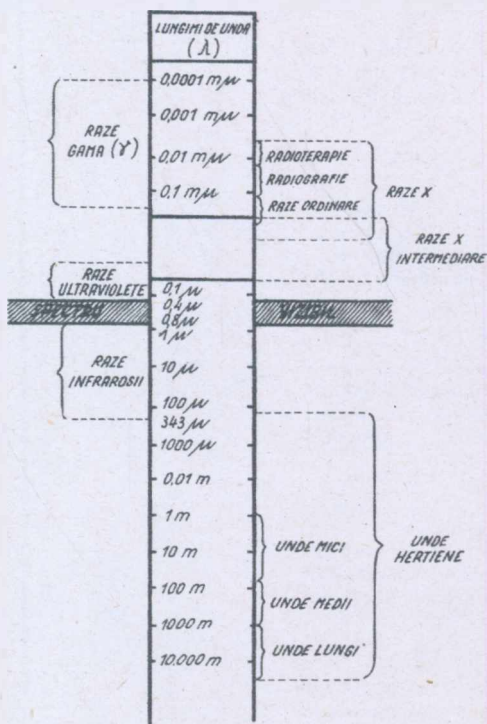 LUNGIMI DE UNDĂ
(λ)
0,0001 mµ
0,001 mµ
0,01 mµ
0,1 mµ
RAZE
GAMA (γ)
RADIOTERAPIE
RADIOGRAFIE
RAZE ORDINARE
RAZE X
RAZE X
INTERMEDIARE
RAZE
ULTRAVIOLETE
0,1 µ
SPECTRU
0,4 µ
VIZIBIL
0,8 µ
1 µ
RAZE
INFRAROSII
10 µ
100 µ
343 µ
1000 µ
0,01 m
1 m
10 m
100 m
1000 m
10.000 m
UNDE MICI
UNDE MEDII
UNDE LUNGI
UNDE
HERTIENE